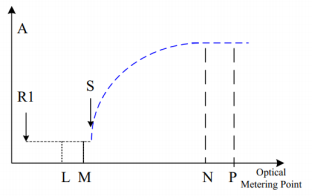 A
S
R1
L M N P
Optical
Metering Point